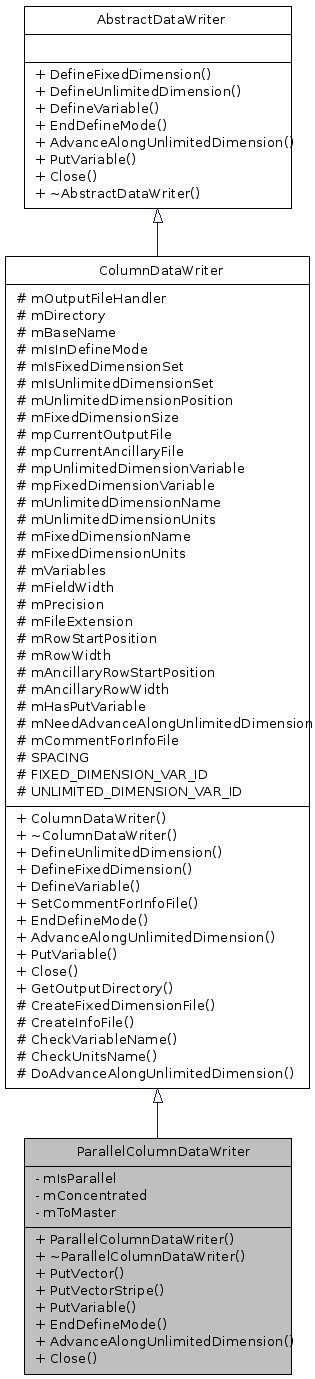 AbstractDataWriter
+ DefineFixedDimension()
+ DefineUnlimitedDimension()
+ DefineVariable()
+ EndDefineMode()
+ AdvanceAlongUnlimitedDimension()
+ PutVariable()
+ Close()
+ ~AbstractDataWriter()
ColumnDataWriter
# mOutputFileHandler
# mDirectory
# mBaseName
# mIsInDefineMode
# mIsFixedDimensionSet
# mIsUnlimitedDimensionSet
# mUnlimitedDimensionPosition
# mFixedDimensionSize
# mpCurrentOutputFile
# mpCurrentAncillaryFile
# mpUnlimitedDimensionVariable
# mpFixedDimensionVariable
# mUnlimitedDimensionName
# mUnlimitedDimensionUnits
# mFixedDimensionName
# mFixedDimensionUnits
# mVariables
# mFieldWidth
# mPrecision
# mFileExtension
# mRowStartPosition
# mRowWidth
# mAncillaryRowStartPosition
# mAncillaryRowWidth
# mHasPutVariable
# mNeedAdvanceAlongUnlimitedDimension
# mCommentForInfoFile
# SPACING
# FIXED_DIMENSION_VAR_ID
# UNLIMITED_DIMENSION_VAR_ID
+ ColumnDataWriter()
+ ~ColumnDataWriter()
+ DefineUnlimitedDimension()
+ DefineFixedDimension()
+ DefineVariable()
+ SetCommentForInfoFile()
+ EndDefineMode()
+ AdvanceAlongUnlimitedDimension()
+ PutVariable()
+ Close()
+ GetOutputDirectory()
# CreateFixedDimensionFile()
# CreateInfoFile()
# CheckVariableName()
# CheckUnitsName()
# DoAdvanceAlongUnlimitedDimension()
ParallelColumnDataWriter
- mIsParallel
- mConcentrated
- mToMaster
+ ParallelColumnDataWriter()
+ ~ParallelColumnDataWriter()
+ PutVector()
+ PutVectorStripe()
+ PutVariable()
+ EndDefineMode()
+ AdvanceAlongUnlimitedDimension()
+ Close()